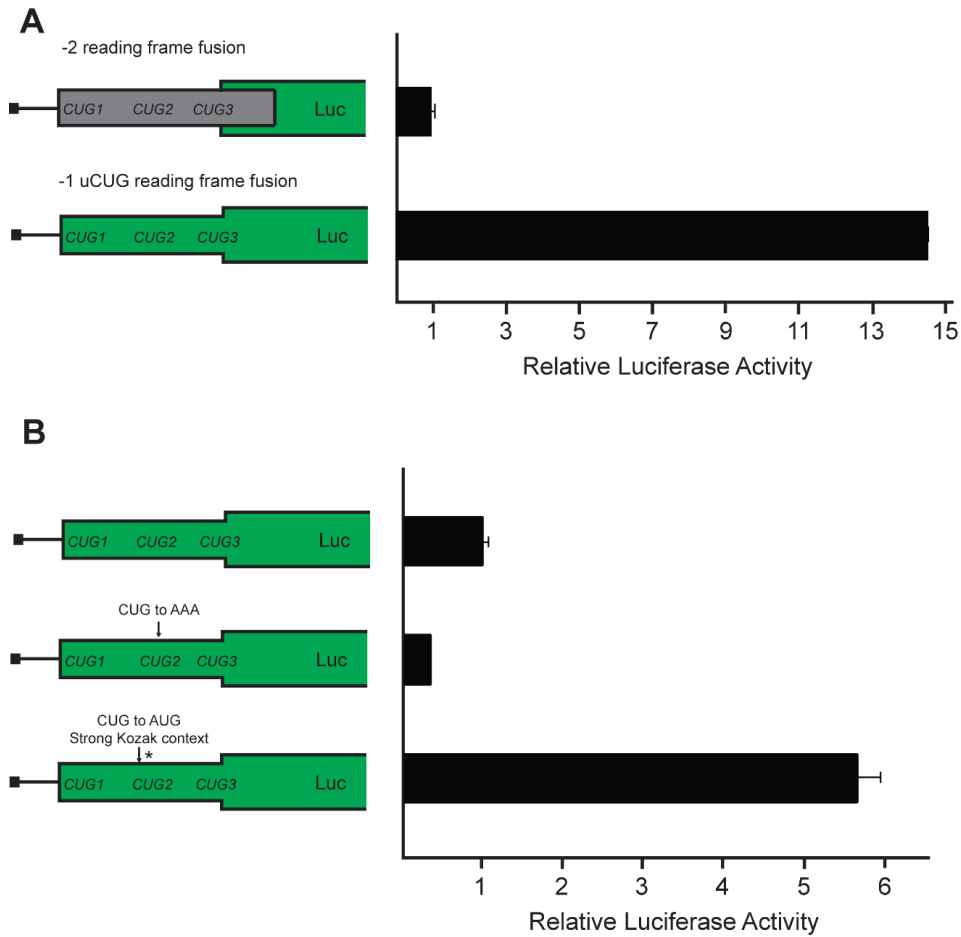 A
-2 reading frame fusion
CUG1 CUG2 CUG3 Luc
-1 uCUG reading frame fusion
CUG1 CUG2 CUG3 Luc
1 3 5 7 9 11 13 15
Relative Luciferase Activity
B
CUG1 CUG2 CUG3 Luc
CUG to AAA
CUG1 CUG2 CUG3 Luc
CUG to AUG
Strong Kozak context
*
CUG1 CUG2 CUG3 Luc
1 2 3 4 5 6
Relative Luciferase Activity